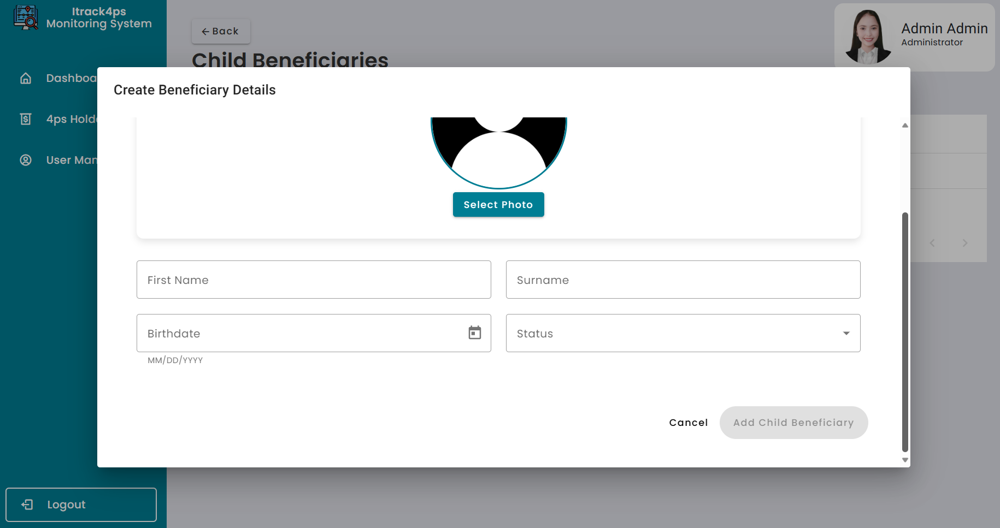 Itrack4ps
Monitoring System
Back
Admin Admin
Administrator
Child Beneficiaries
Create Beneficiary Details
Dashboa
4ps Holde
User Man
Select Photo
First Name
Surname
Birthdate
Status
MM/DD/YYYY
Cancel
Add Child Beneficiary
Logout